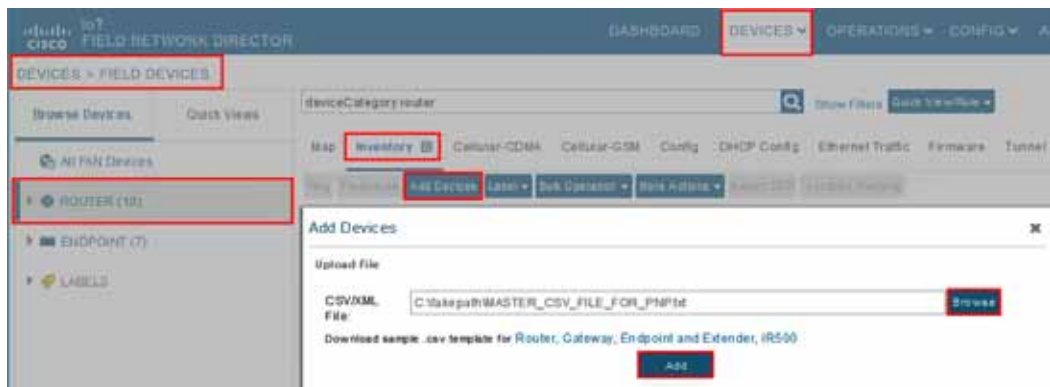 cisco IoT
FIELD NETWORK DIRECTOR
DASHBOARD DEVICES OPERATIONS CONFIG A
DEVICES > FIELD DEVICES
Browse Devices Quick Views
deviceCategory:router Show Filters Quick View/Rule
All FAN Devices
Map Inventory Cellular-CDMA Cellular-GSM Config DHCP Config Ethernet Traffic Firmware Tunnel
ROUTER (10)
Add Devices Label Bulk Operation More Actions
ENDPOINT (7)
LABELS
Add Devices
Upload File
CSV/XML File: C:\fakepath\MASTER_CSV_FILE_FOR_PNP.txt Browse
Download sample .csv template for Router, Gateway, Endpoint and Extender, IR500
Add